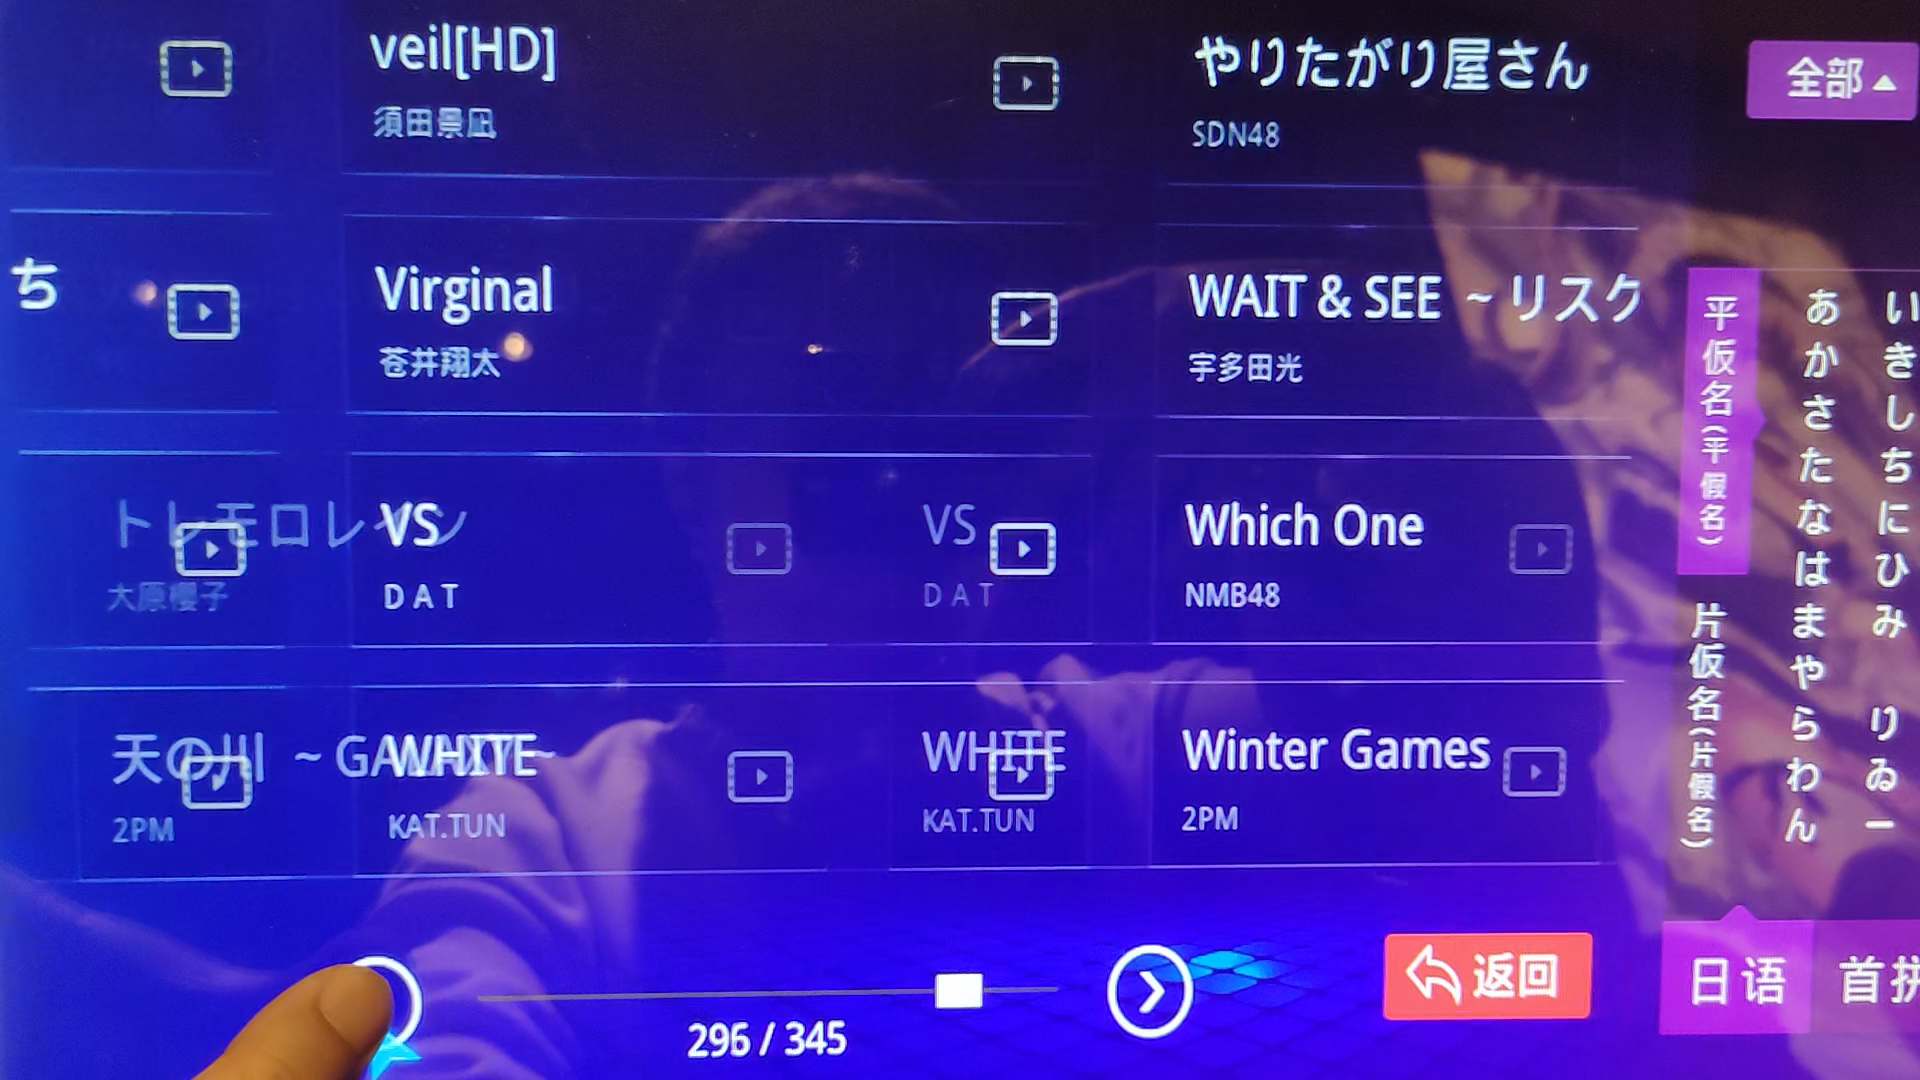 veil[HD]
須田景凪
やりたがり屋さん
SDN48
全部
ち
Virginal
苍井翔太
WAIT & SEE ~リスク
宇多田光
トレモロレイン
大原櫻子
VS
D A T
VS
D A T
Which One
NMB48
天の川 ~ GALAXY ~
2PM
WHITE
KAT.TUN
WHITE
KAT.TUN
Winter Games
2PM
296 / 345
返回
平仮名(平假名)
片仮名(片假名)
あかさたなはまやらわん
いきしちにひみ りゐー
日语
首拼